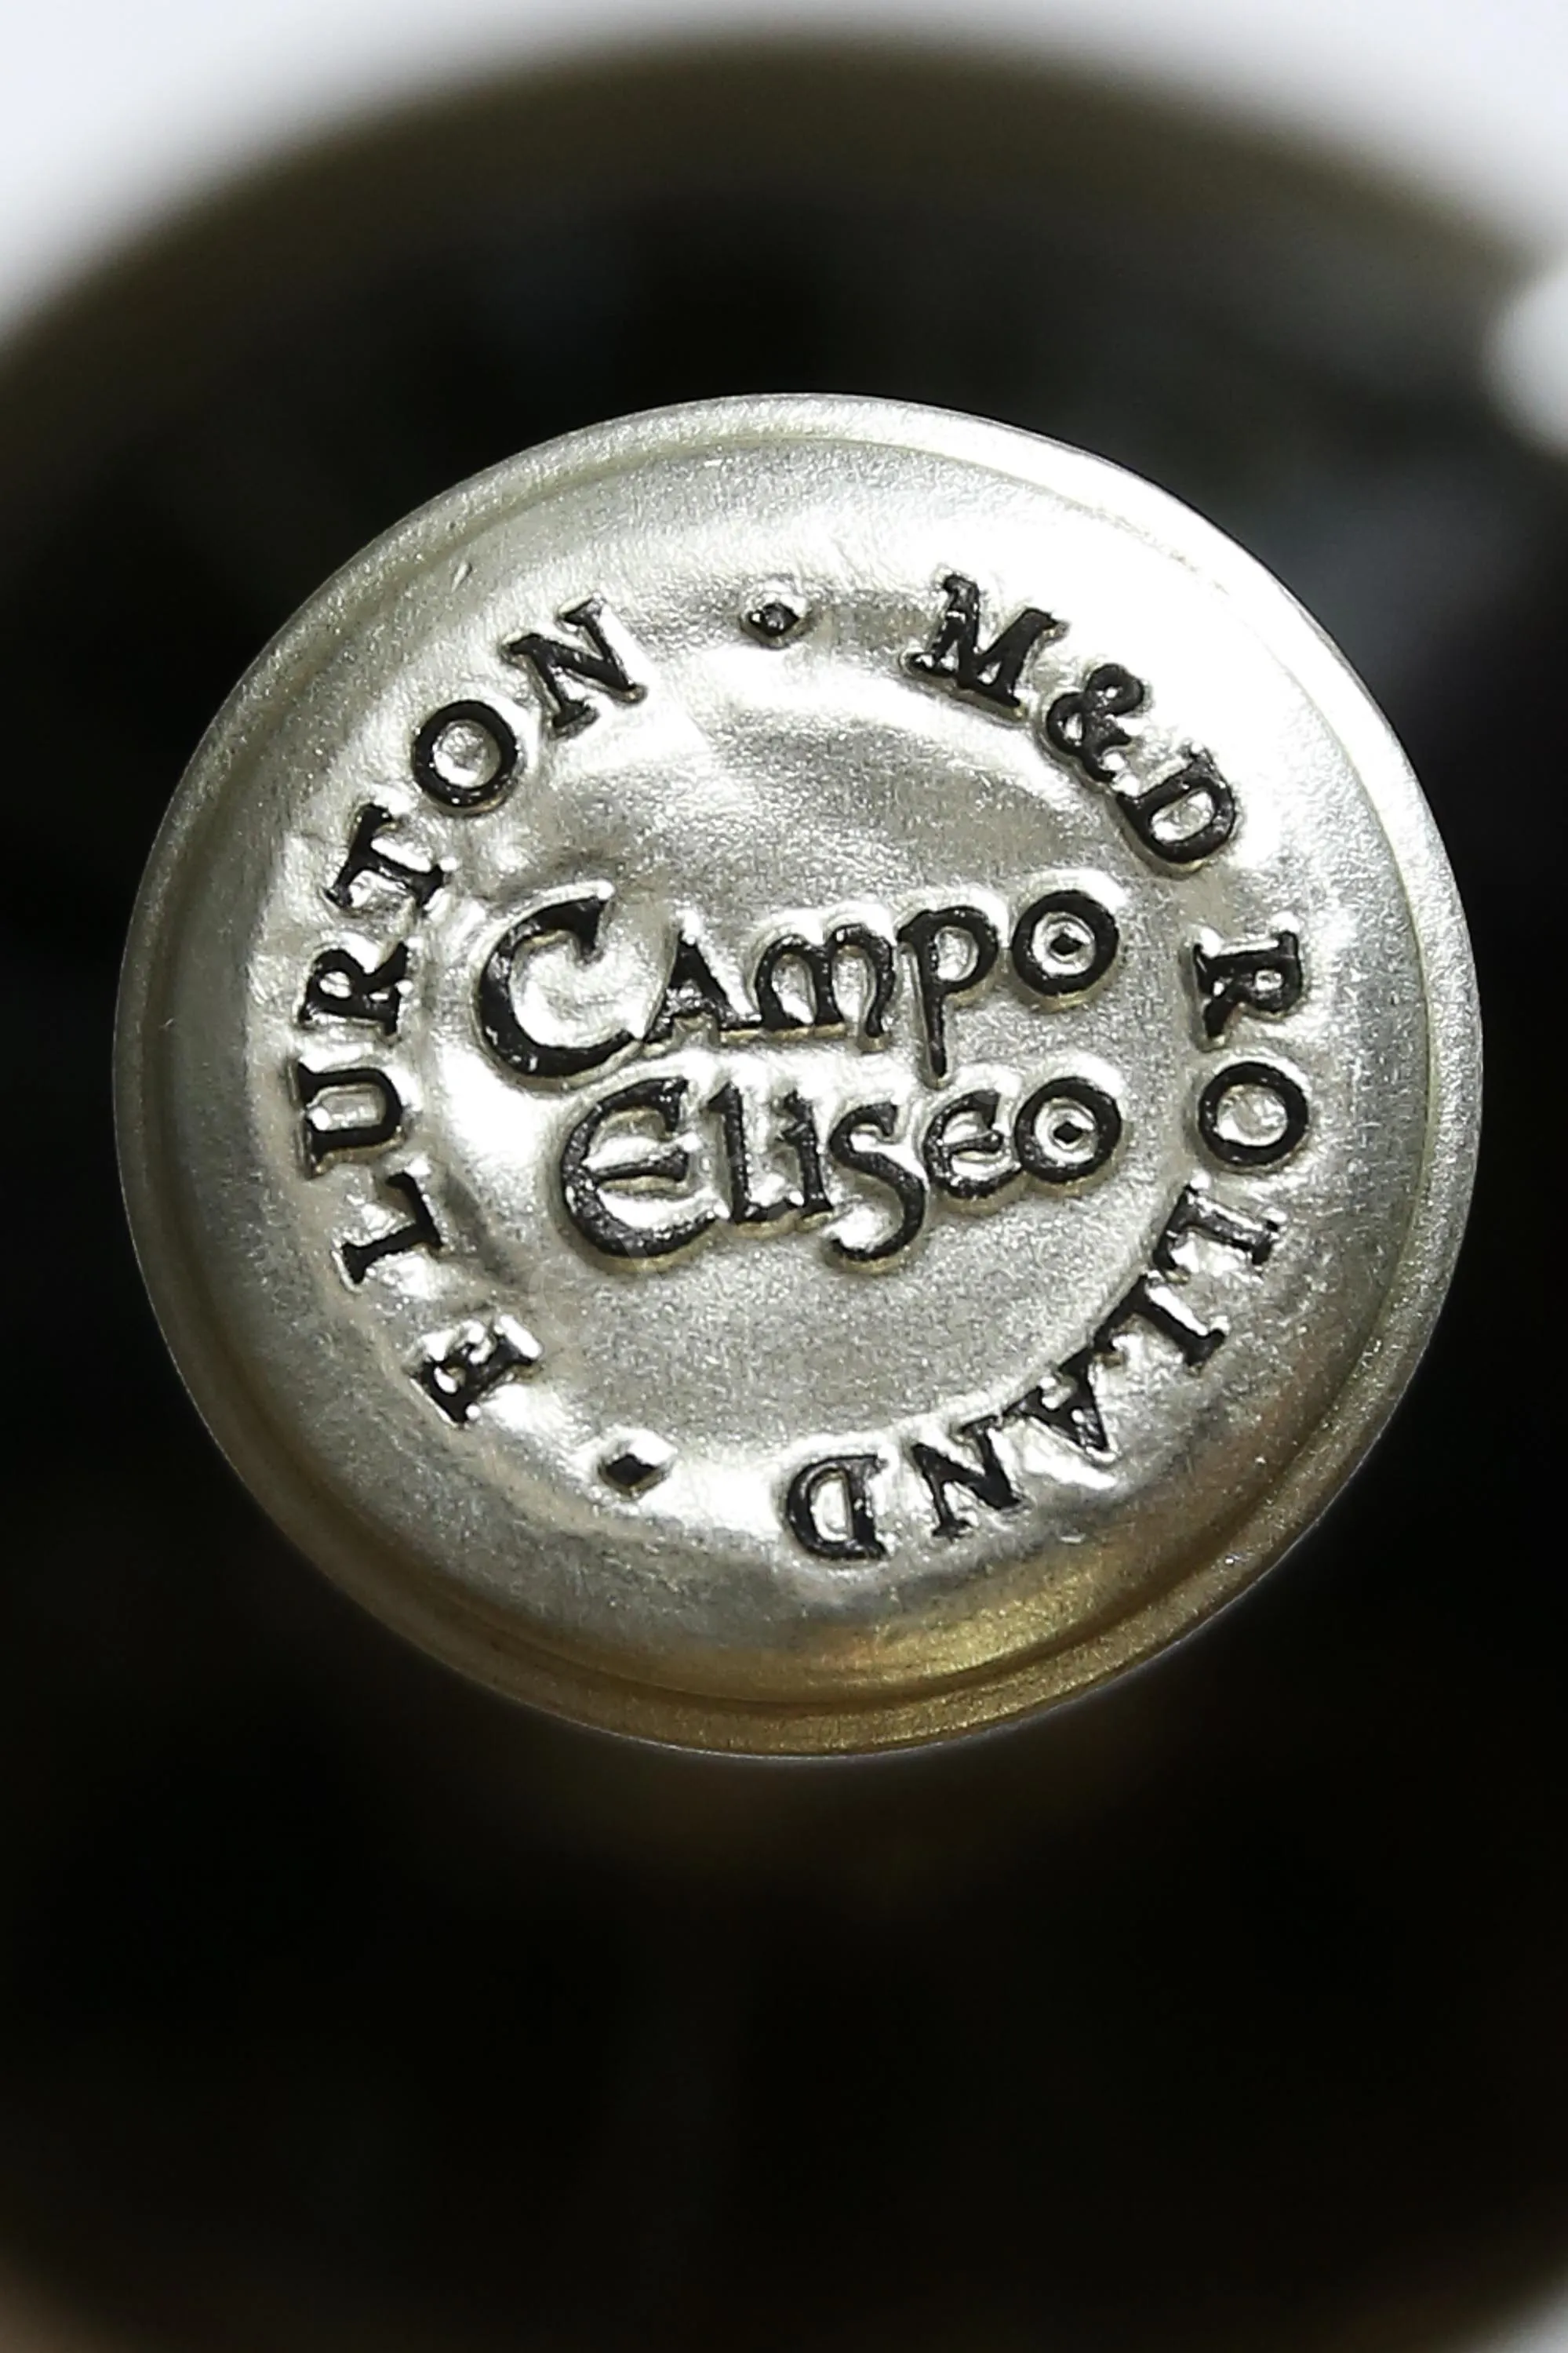 M&D ROLLAND
F LURTON
Campo
Eliseo